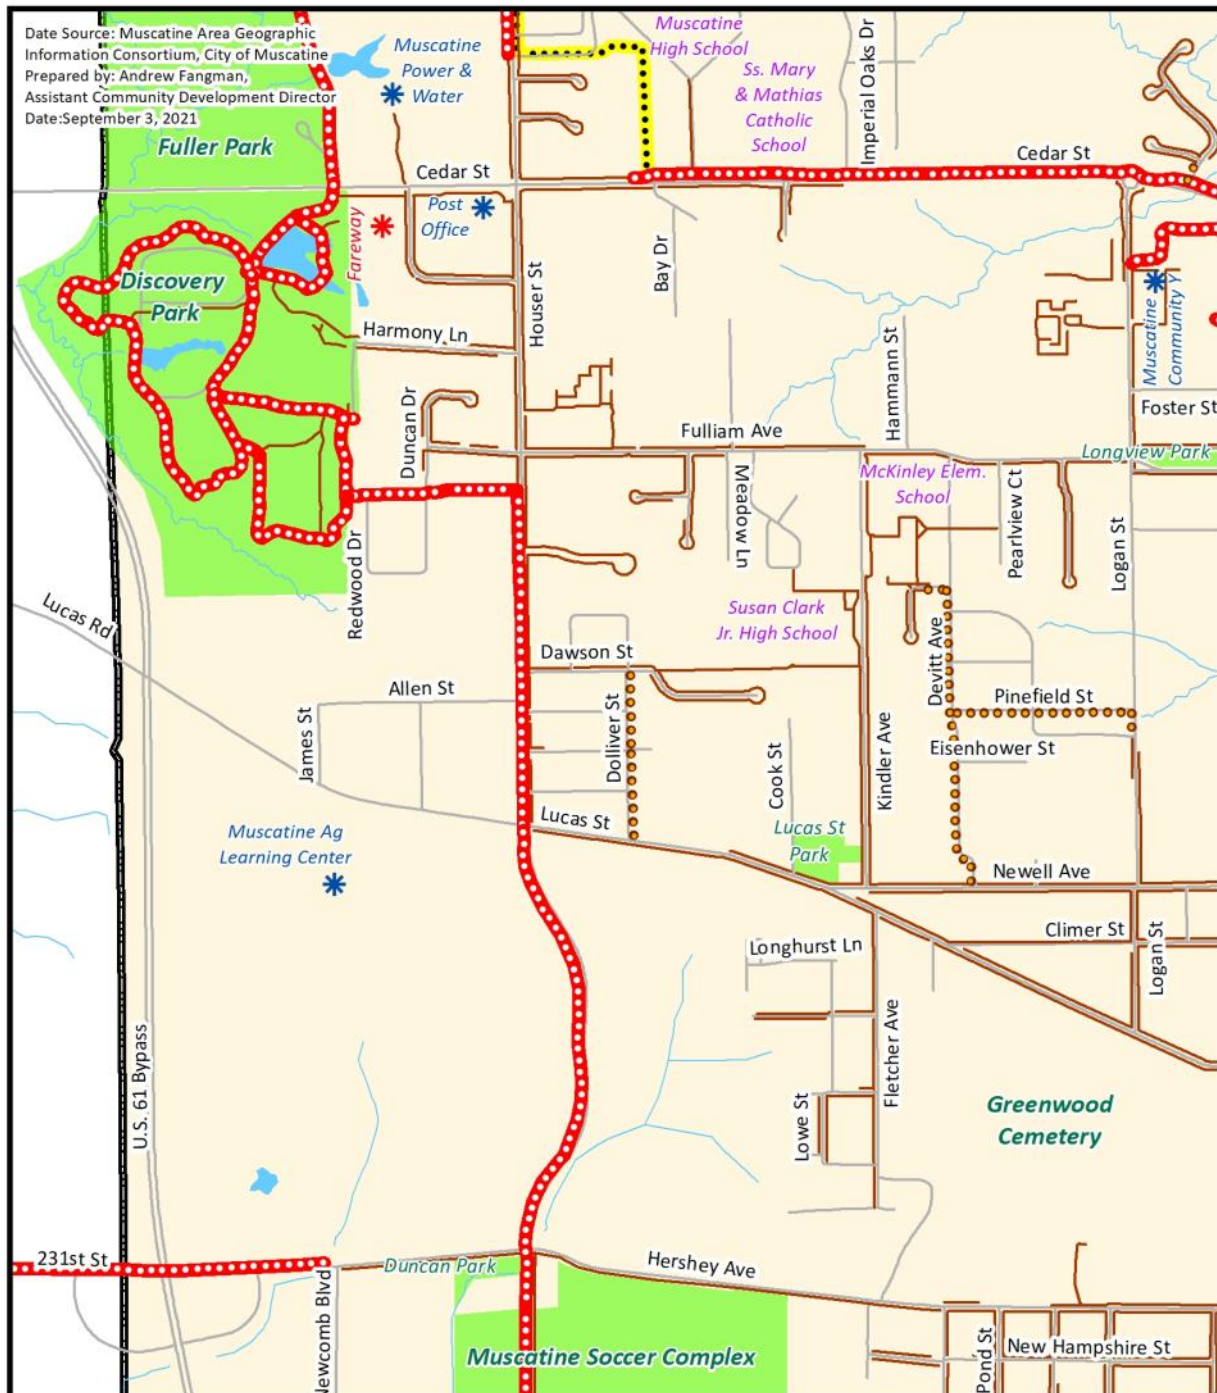 Date Source: Muscatine Area Geographic
Information Consortium, City of Muscatine
Prepared by: Andrew Fangman,
Assistant Community Development Director
Date:September 3, 2021
Fuller Park
Muscatine
Power &
Water
Muscatine
High School
Ss. Mary
& Mathias
Catholic
School
Imperial Oaks Dr
Cedar St
Cedar St
Post
Office
Fareway
Discovery
Park
Houser St
Bay Dr
Muscatine
Community Y
Harmony Ln
Hammann St
Duncan Dr
Foster St
Fulliam Ave
Longview Park
McKinley Elem.
School
Meadow Ln
Pearlview Ct
Logan St
Redwood Dr
Lucas Rd
Susan Clark
Jr. High School
Dawson St
Devitt Ave
Allen St
Pinefield St
James St
Dolliver St
Cook St
Kindler Ave
Eisenhower St
Lucas St
Muscatine Ag
Learning Center
Lucas St
Park
Newell Ave
Climer St
Longhurst Ln
Logan St
U.S. 61 Bypass
Fletcher Ave
Lowe St
Greenwood
Cemetery
231st St
Duncan Park
Hershey Ave
Newcomb Blvd
Muscatine Soccer Complex
Pond St
New Hampshire St